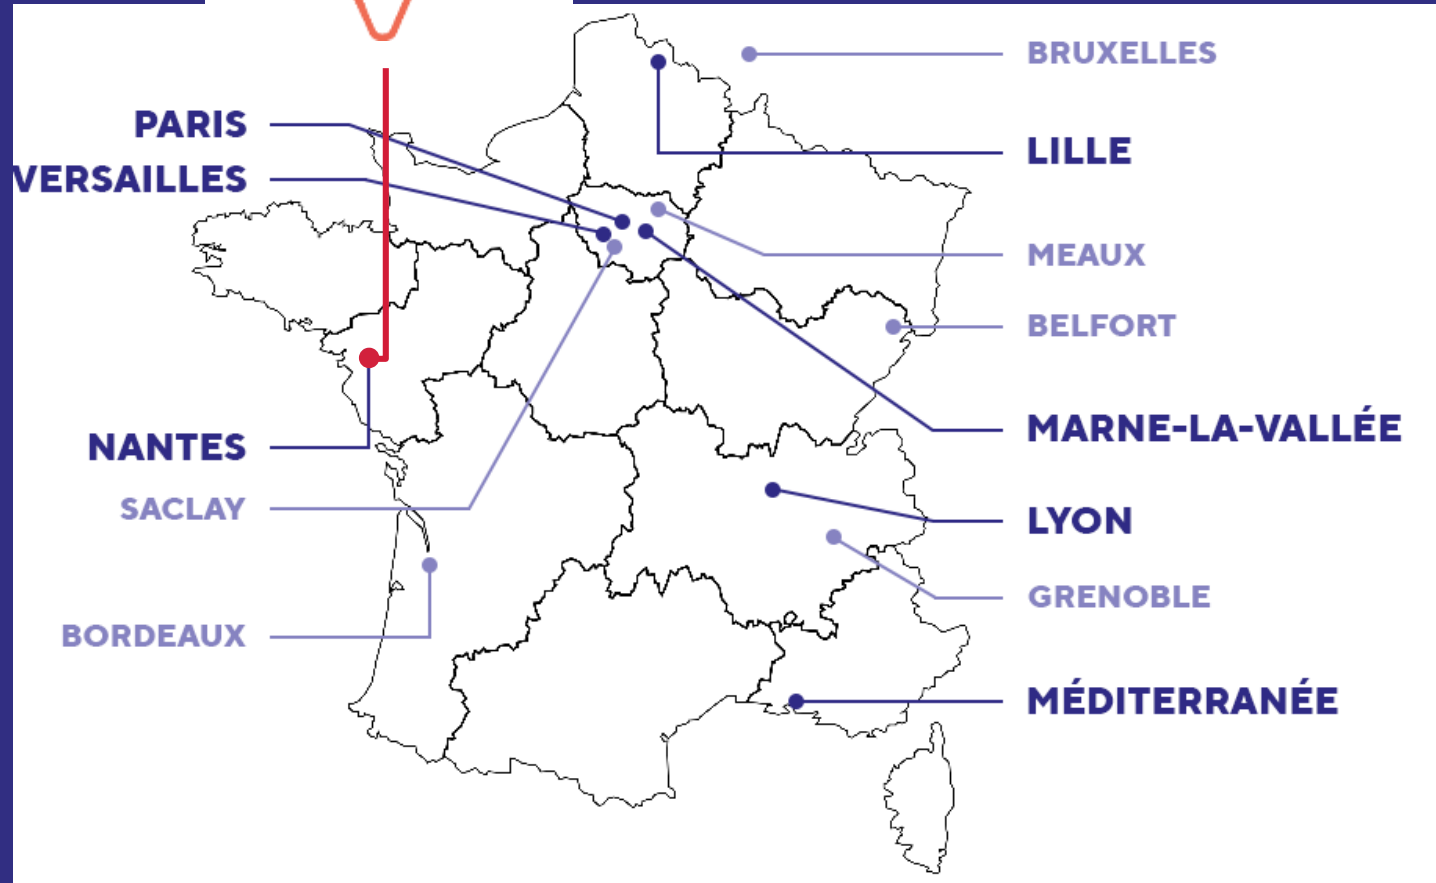 BRUXELLES
PARIS
LILLE
VERSAILLES
MEAUX
BELFORT
MARNE-LA-VALLÉE
NANTES
SACLAY
LYON
GRENOBLE
BORDEAUX
MÉDITERRANÉE